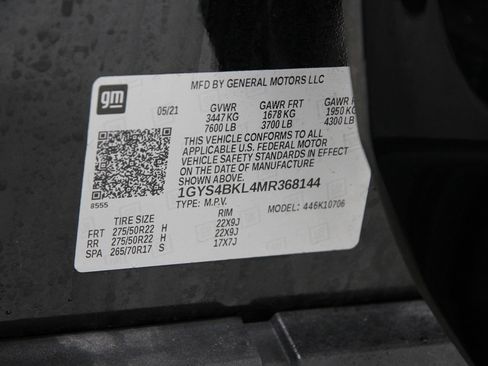 gm
MFD BY GENERAL MOTORS LLC
05/21 GVWR GAWR FRT GAWR
3447 KG 1678 KG 1950 KG
7600 LB 3700 LB 4300 LB
THIS VEHICLE CONFORMS TO ALL
APPLICABLE U.S. FEDERAL MOTOR
VEHICLE SAFETY STANDARDS IN EFFECT
ON THE DATE OF MANUFACTURE
SHOWN ABOVE.
8555
1GYS4BKL4MR368144
TYPE: M.P.V. MODEL: 446K10706
TIRE SIZE RIM
FRT 275/50R22 H 22X9J
RR 275/50R22 H 22X9J
SPA 265/70R17 S 17X7J